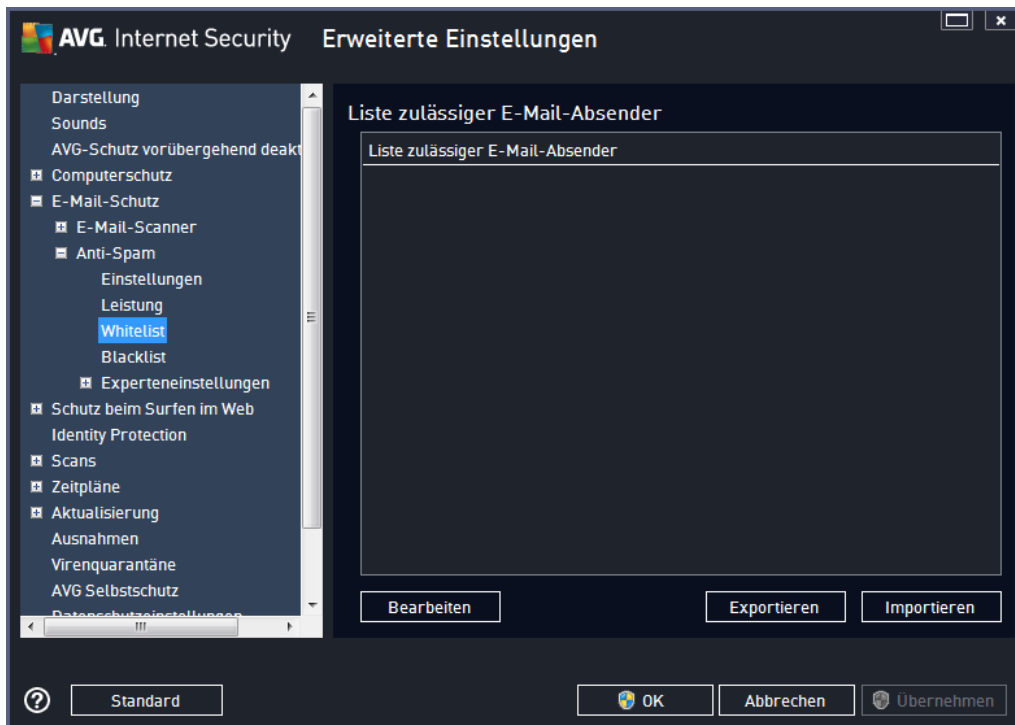 AVG Internet Security Erweiterte Einstellungen
Darstellung
Sounds
AVG-Schutz vorübergehend deakt
Computerschutz
E-Mail-Schutz
E-Mail-Scanner
Anti-Spam
Einstellungen
Leistung
Whitelist
Blacklist
Experteneinstellungen
Schutz beim Surfen im Web
Identity Protection
Scans
Zeitpläne
Aktualisierung
Ausnahmen
Virenquarantäne
AVG Selbstschutz
Datenschutzeinstellungen
Liste zulässiger E-Mail-Absender
Liste zulässiger E-Mail-Absender
Bearbeiten Exportieren Importieren
Standard OK Abbrechen Übernehmen